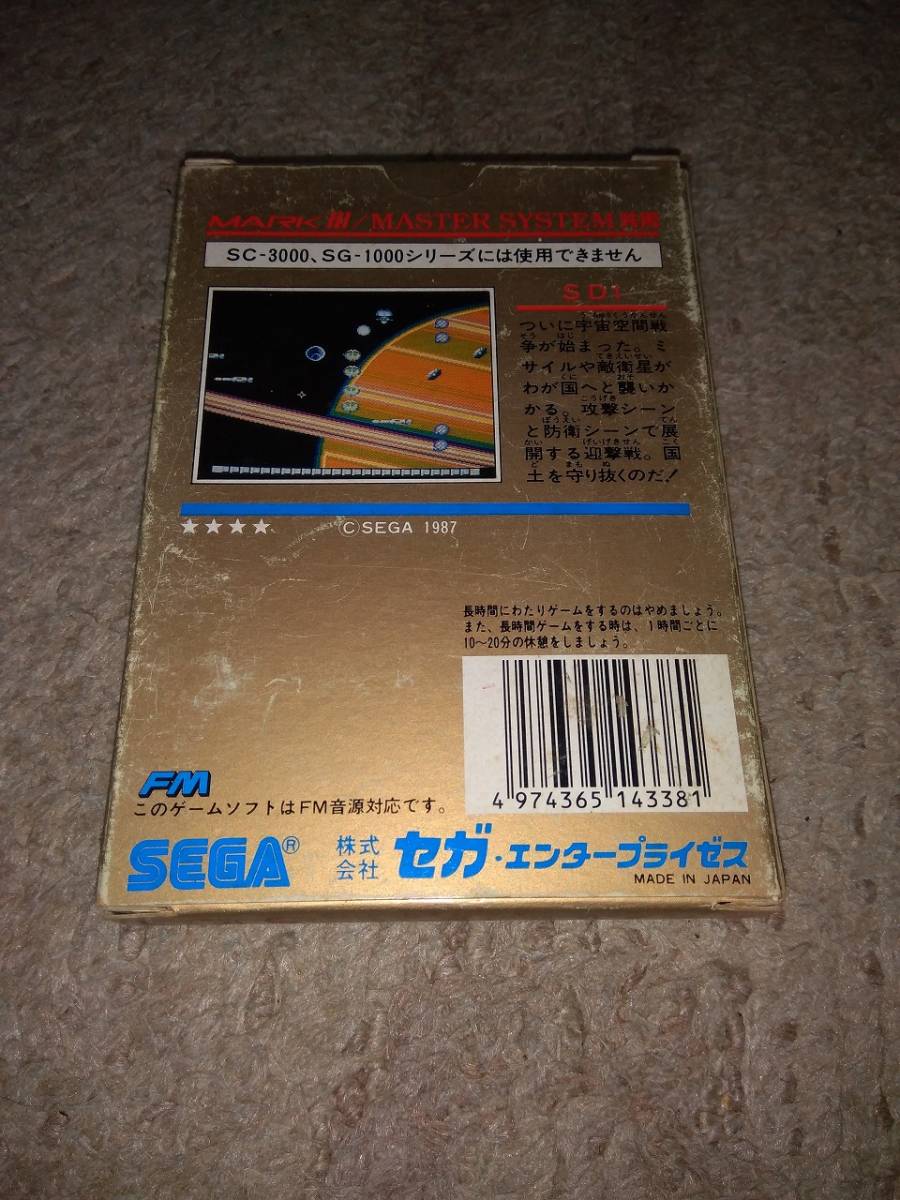 MARK III/MASTER SYSTEM専用
SC-3000、SG-1000シリーズには使用できません
SDI
ついに宇宙空間戦
争が始まった。ミ
サイルや敵衛星が
わが国へと襲いか
かる。攻撃シーン
と防衛シーンで展
開する迎撃戦。国
土を守り抜くのだ!
★★★★
©SEGA 1987
長時間にわたりゲームをするのはやめましょう。
また、長時間ゲームをする時は、1時間ごとに
10〜20分の休憩をしましょう。
4 974365 143381
FM
このゲームソフトはFM音源対応です。
SEGA®
株式会社 セガ・エンタープライゼス
MADE IN JAPAN